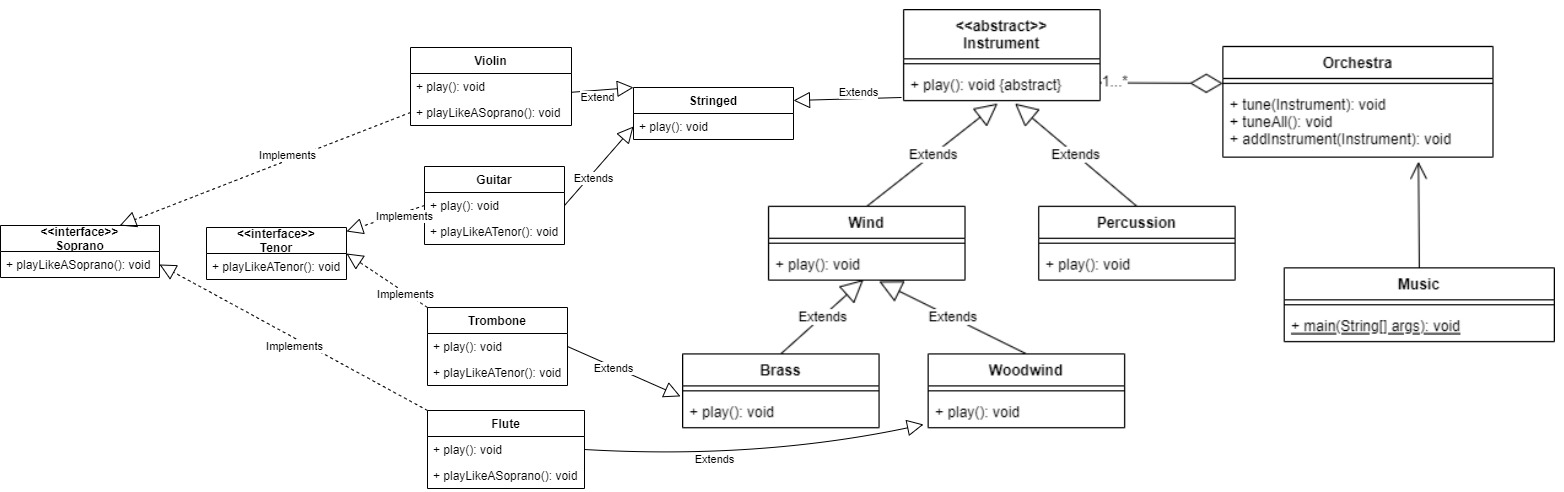 <<abstract>>
Instrument
+ play(): void {abstract}
1...*
Orchestra
+ tune(Instrument): void
+ tuneAll(): void
+ addInstrument(Instrument): void
Violin
+ play(): void
+ playLikeASoprano(): void
Extend
Stringed
+ play(): void
Extends
Implements
Extends
Extends
Guitar
+ play(): void
+ playLikeATenor(): void
Extends
Implements
<<interface>>
Soprano
+ playLikeASoprano(): void
<<interface>>
Tenor
+ playLikeATenor(): void
Wind
+ play(): void
Percussion
+ play(): void
Music
+ main(String[] args): void
Implements
Trombone
+ play(): void
+ playLikeATenor(): void
Extends
Extends
Extends
Implements
Brass
+ play(): void
Woodwind
+ play(): void
Flute
+ play(): void
+ playLikeASoprano(): void
Extends